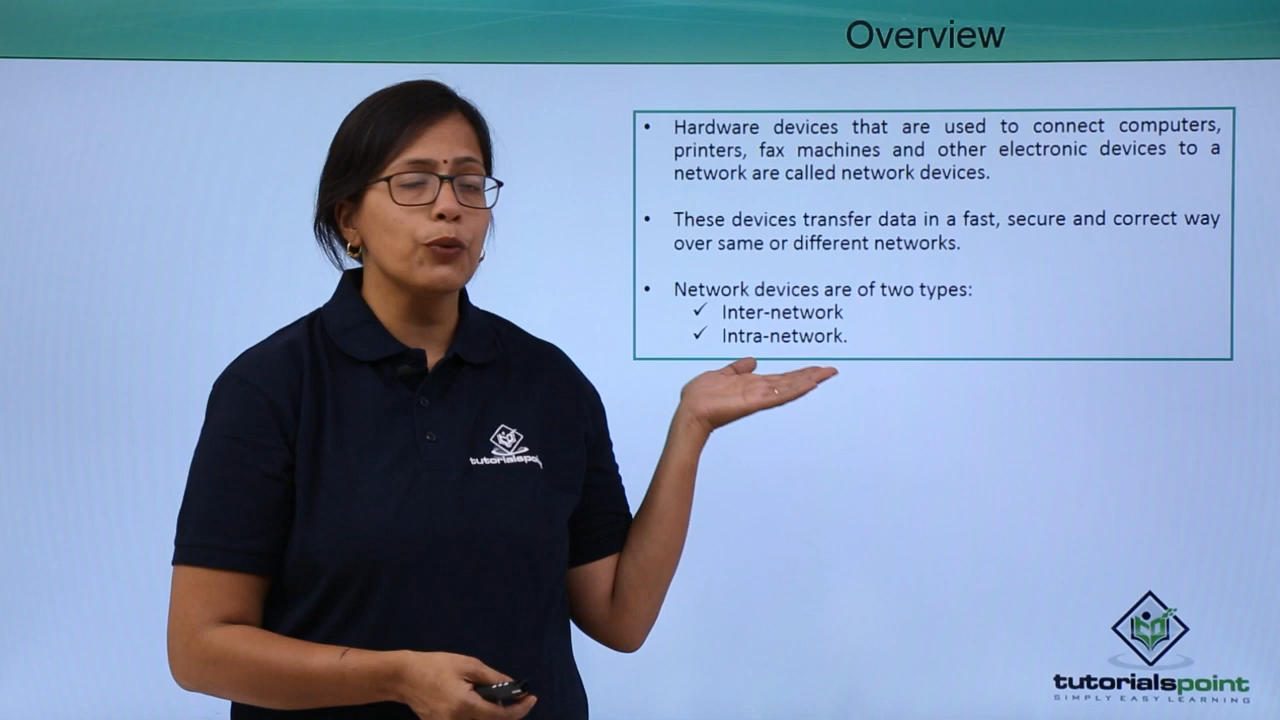 Overview
• Hardware devices that are used to connect computers,
printers, fax machines and other electronic devices to a
network are called network devices.
• These devices transfer data in a fast, secure and correct way
over same or different networks.
• Network devices are of two types:
✓ Inter-network
✓ Intra-network.
tutorialspoint
tutorialspoint
SIMPLY EASY LEARNING